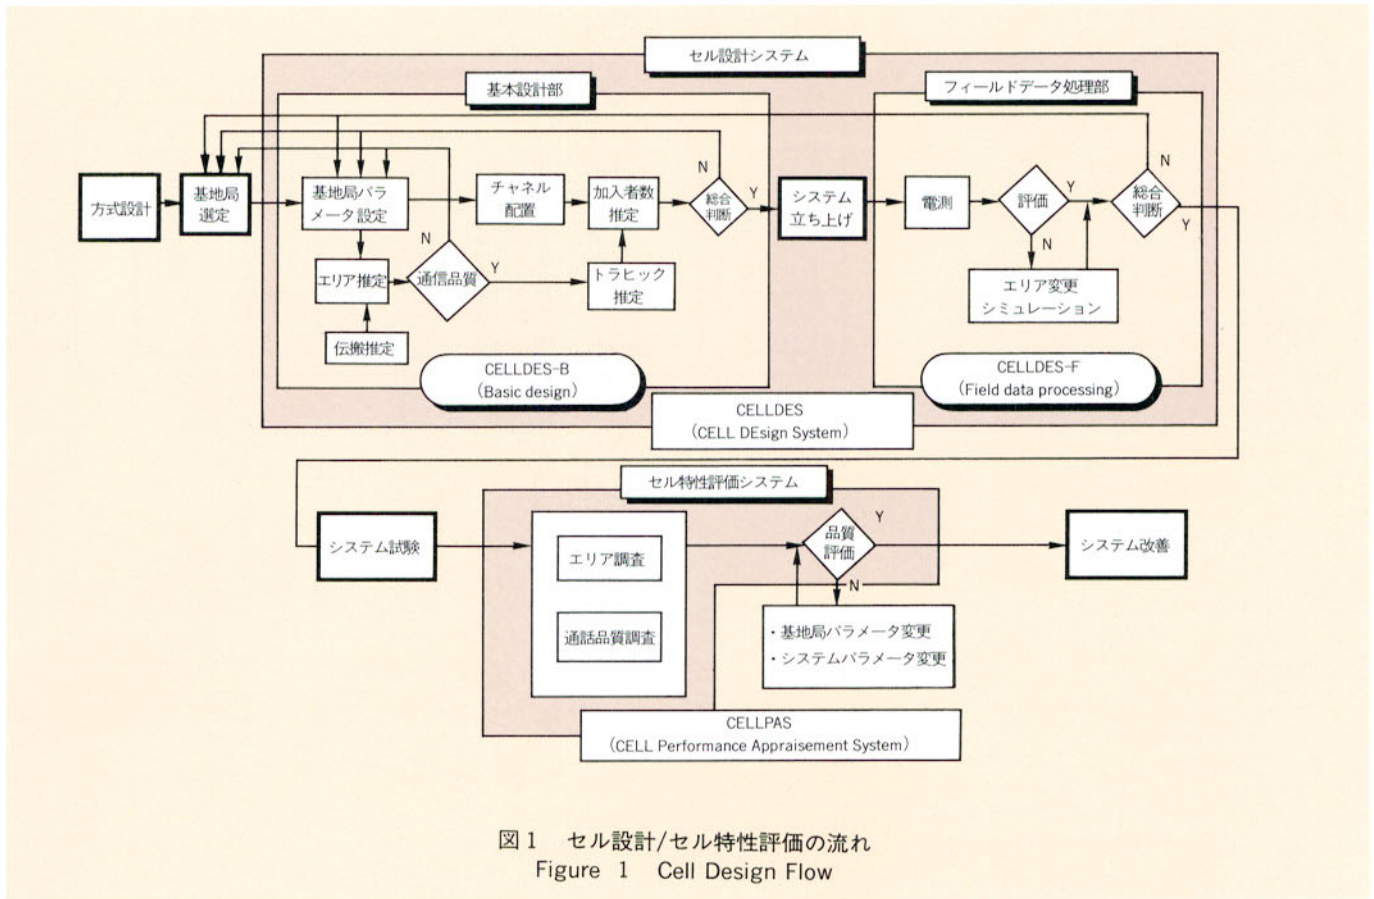 セル設計システム
基本設計部
フィールドデータ処理部
方式設計
基地局
選定
基地局パラ
メータ設定
チャネル
配置
加入者数
推定
総合
判断
N
Y
システム
立ち上げ
電測
評価
Y
N
総合
判断
N
Y
エリア推定
通信品質
N
Y
トラヒック
推定
エリア変更
シミュレーション
伝搬推定
CELLDES-B
(Basic design)
CELLDES-F
(Field data processing)
CELLDES
(CELL DEsign System)
セル特性評価システム
システム試験
エリア調査
通話品質調査
品質
評価
Y
N
システム改善
・基地局パラメータ変更
・システムパラメータ変更
CELLPAS
(CELL Performance Appraisement System)
図1 セル設計/セル特性評価の流れ
Figure 1 Cell Design Flow